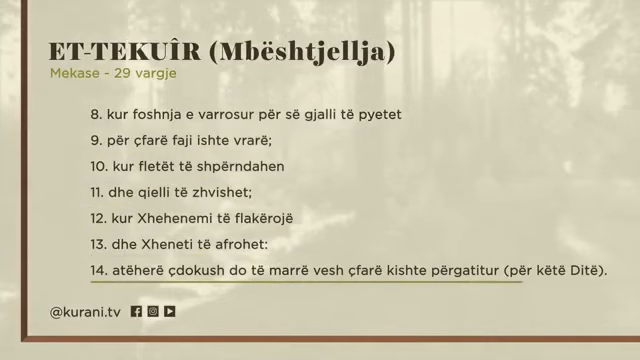 ET-TEKUÎR (Mbështjellja)
Mekase - 29 vargje
8. kur foshnja e varrosur për së gjalli të pyetet
9. për çfarë faji ishte vrarë;
10. kur fletët të shpërndahen
11. dhe qielli të zhvishet;
12. kur Xhehenemi të flakërojë
13. dhe Xheneti të afrohet:
14. atëherë çdokush do të marrë vesh çfarë kishte përgatitur (për këtë Ditë).
@kurani.tv